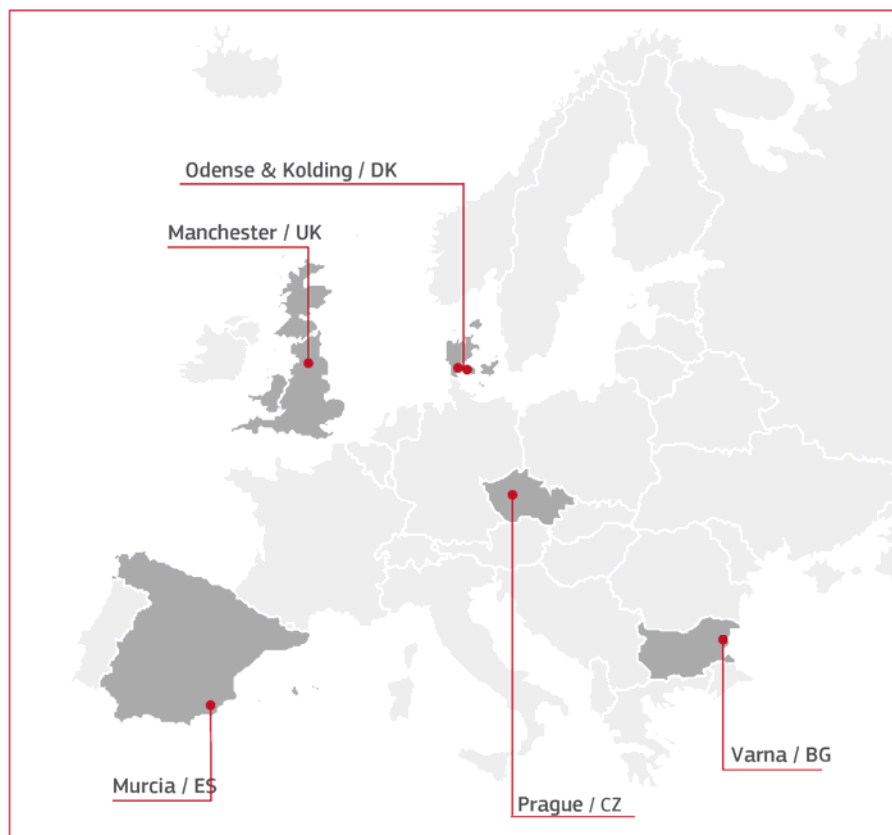 Odense & Kolding / DK
Manchester / UK
Varna / BG
Murcia / ES
Prague / CZ